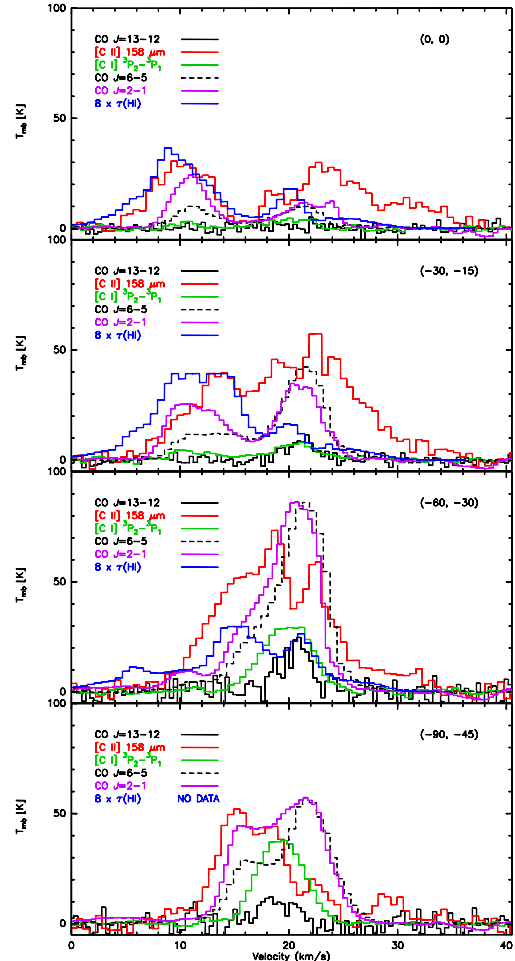 100
CO J=13-12 (0, 0)
[C II] 158 μm
[C I] ³P₂-³P₁
CO J=6-5
CO J=2-1
8 x τ(HI)
T_mb [K]
50
0
100
CO J=13-12 (-30, -15)
[C II] 158 μm
[C I] ³P₂-³P₁
CO J=6-5
CO J=2-1
8 x τ(HI)
T_mb [K]
50
0
100
CO J=13-12 (-60, -30)
[C II] 158 μm
[C I] ³P₂-³P₁
CO J=6-5
CO J=2-1
8 x τ(HI)
T_mb [K]
50
0
100
CO J=13-12 (-90, -45)
[C II] 158 μm
[C I] ³P₂-³P₁
CO J=6-5
CO J=2-1
8 x τ(HI) NO DATA
T_mb [K]
50
0
0 10 20 30 40
Velocity (km/s)